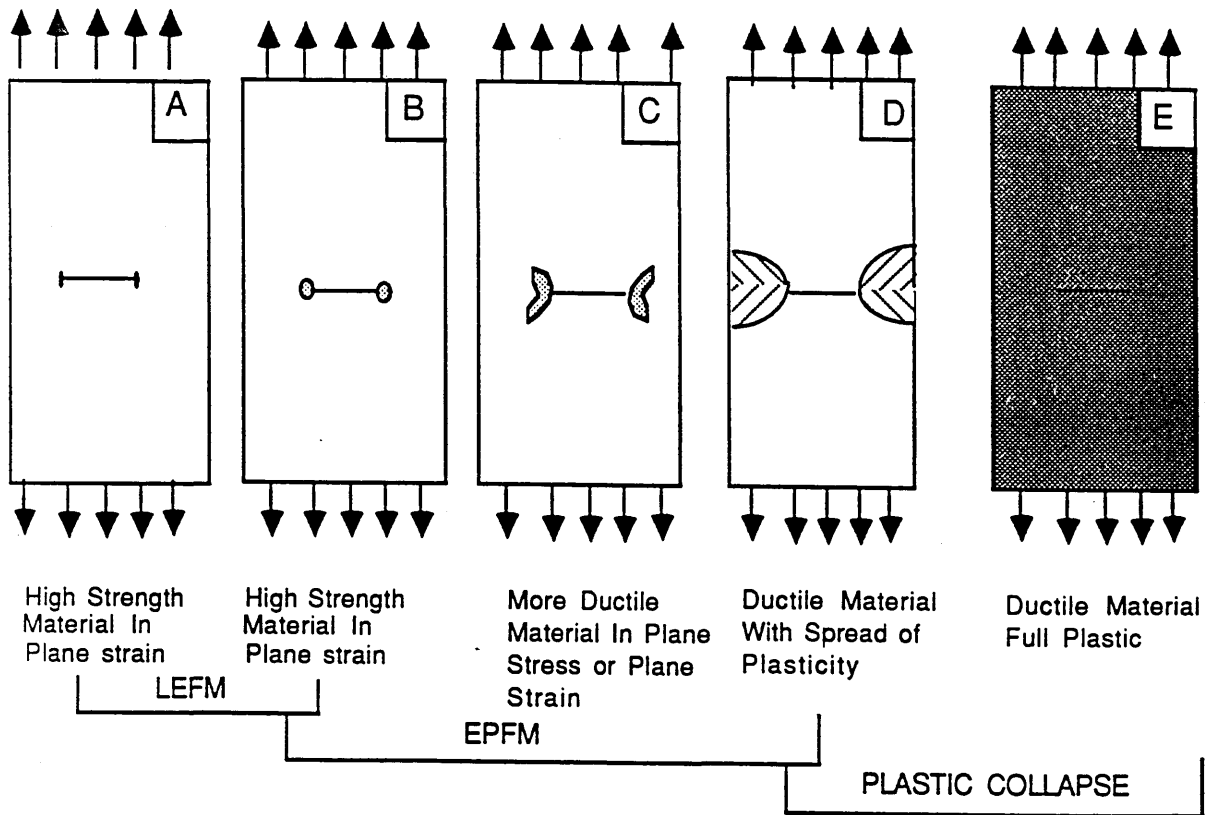 A
B
C
D
E
High Strength
Material In
Plane strain
High Strength
Material In
Plane strain
More Ductile
Material In Plane
Stress or Plane
Strain
Ductile Material
With Spread of
Plasticity
Ductile Material
Full Plastic
LEFM
EPFM
PLASTIC COLLAPSE